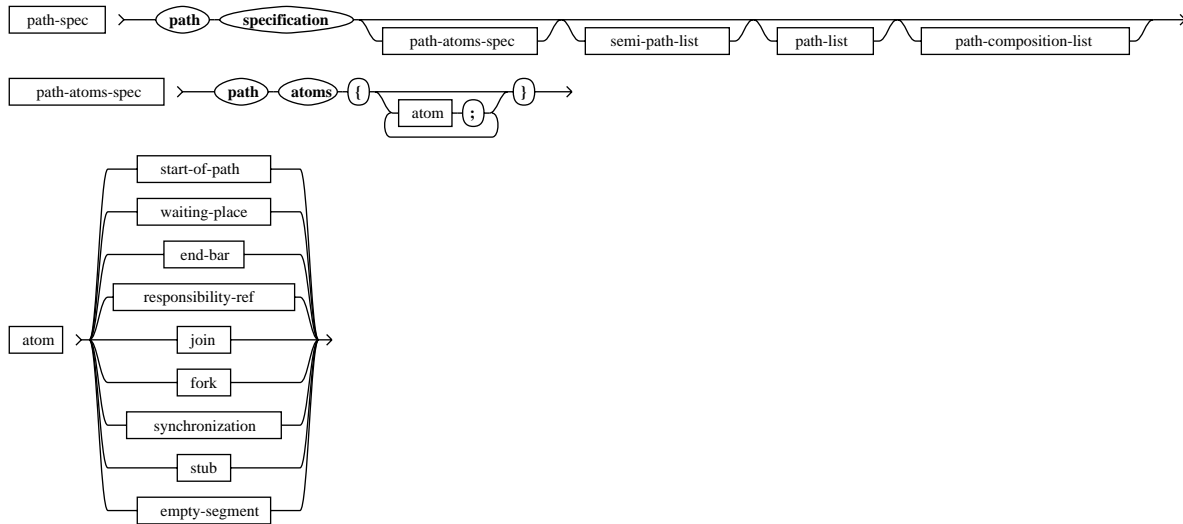 path-spec path specification
path-atoms-spec semi-path-list path-list path-composition-list
path-atoms-spec path atoms { }
atom ;
start-of-path
waiting-place
end-bar
responsibility-ref
atom join
fork
synchronization
stub
empty-segment